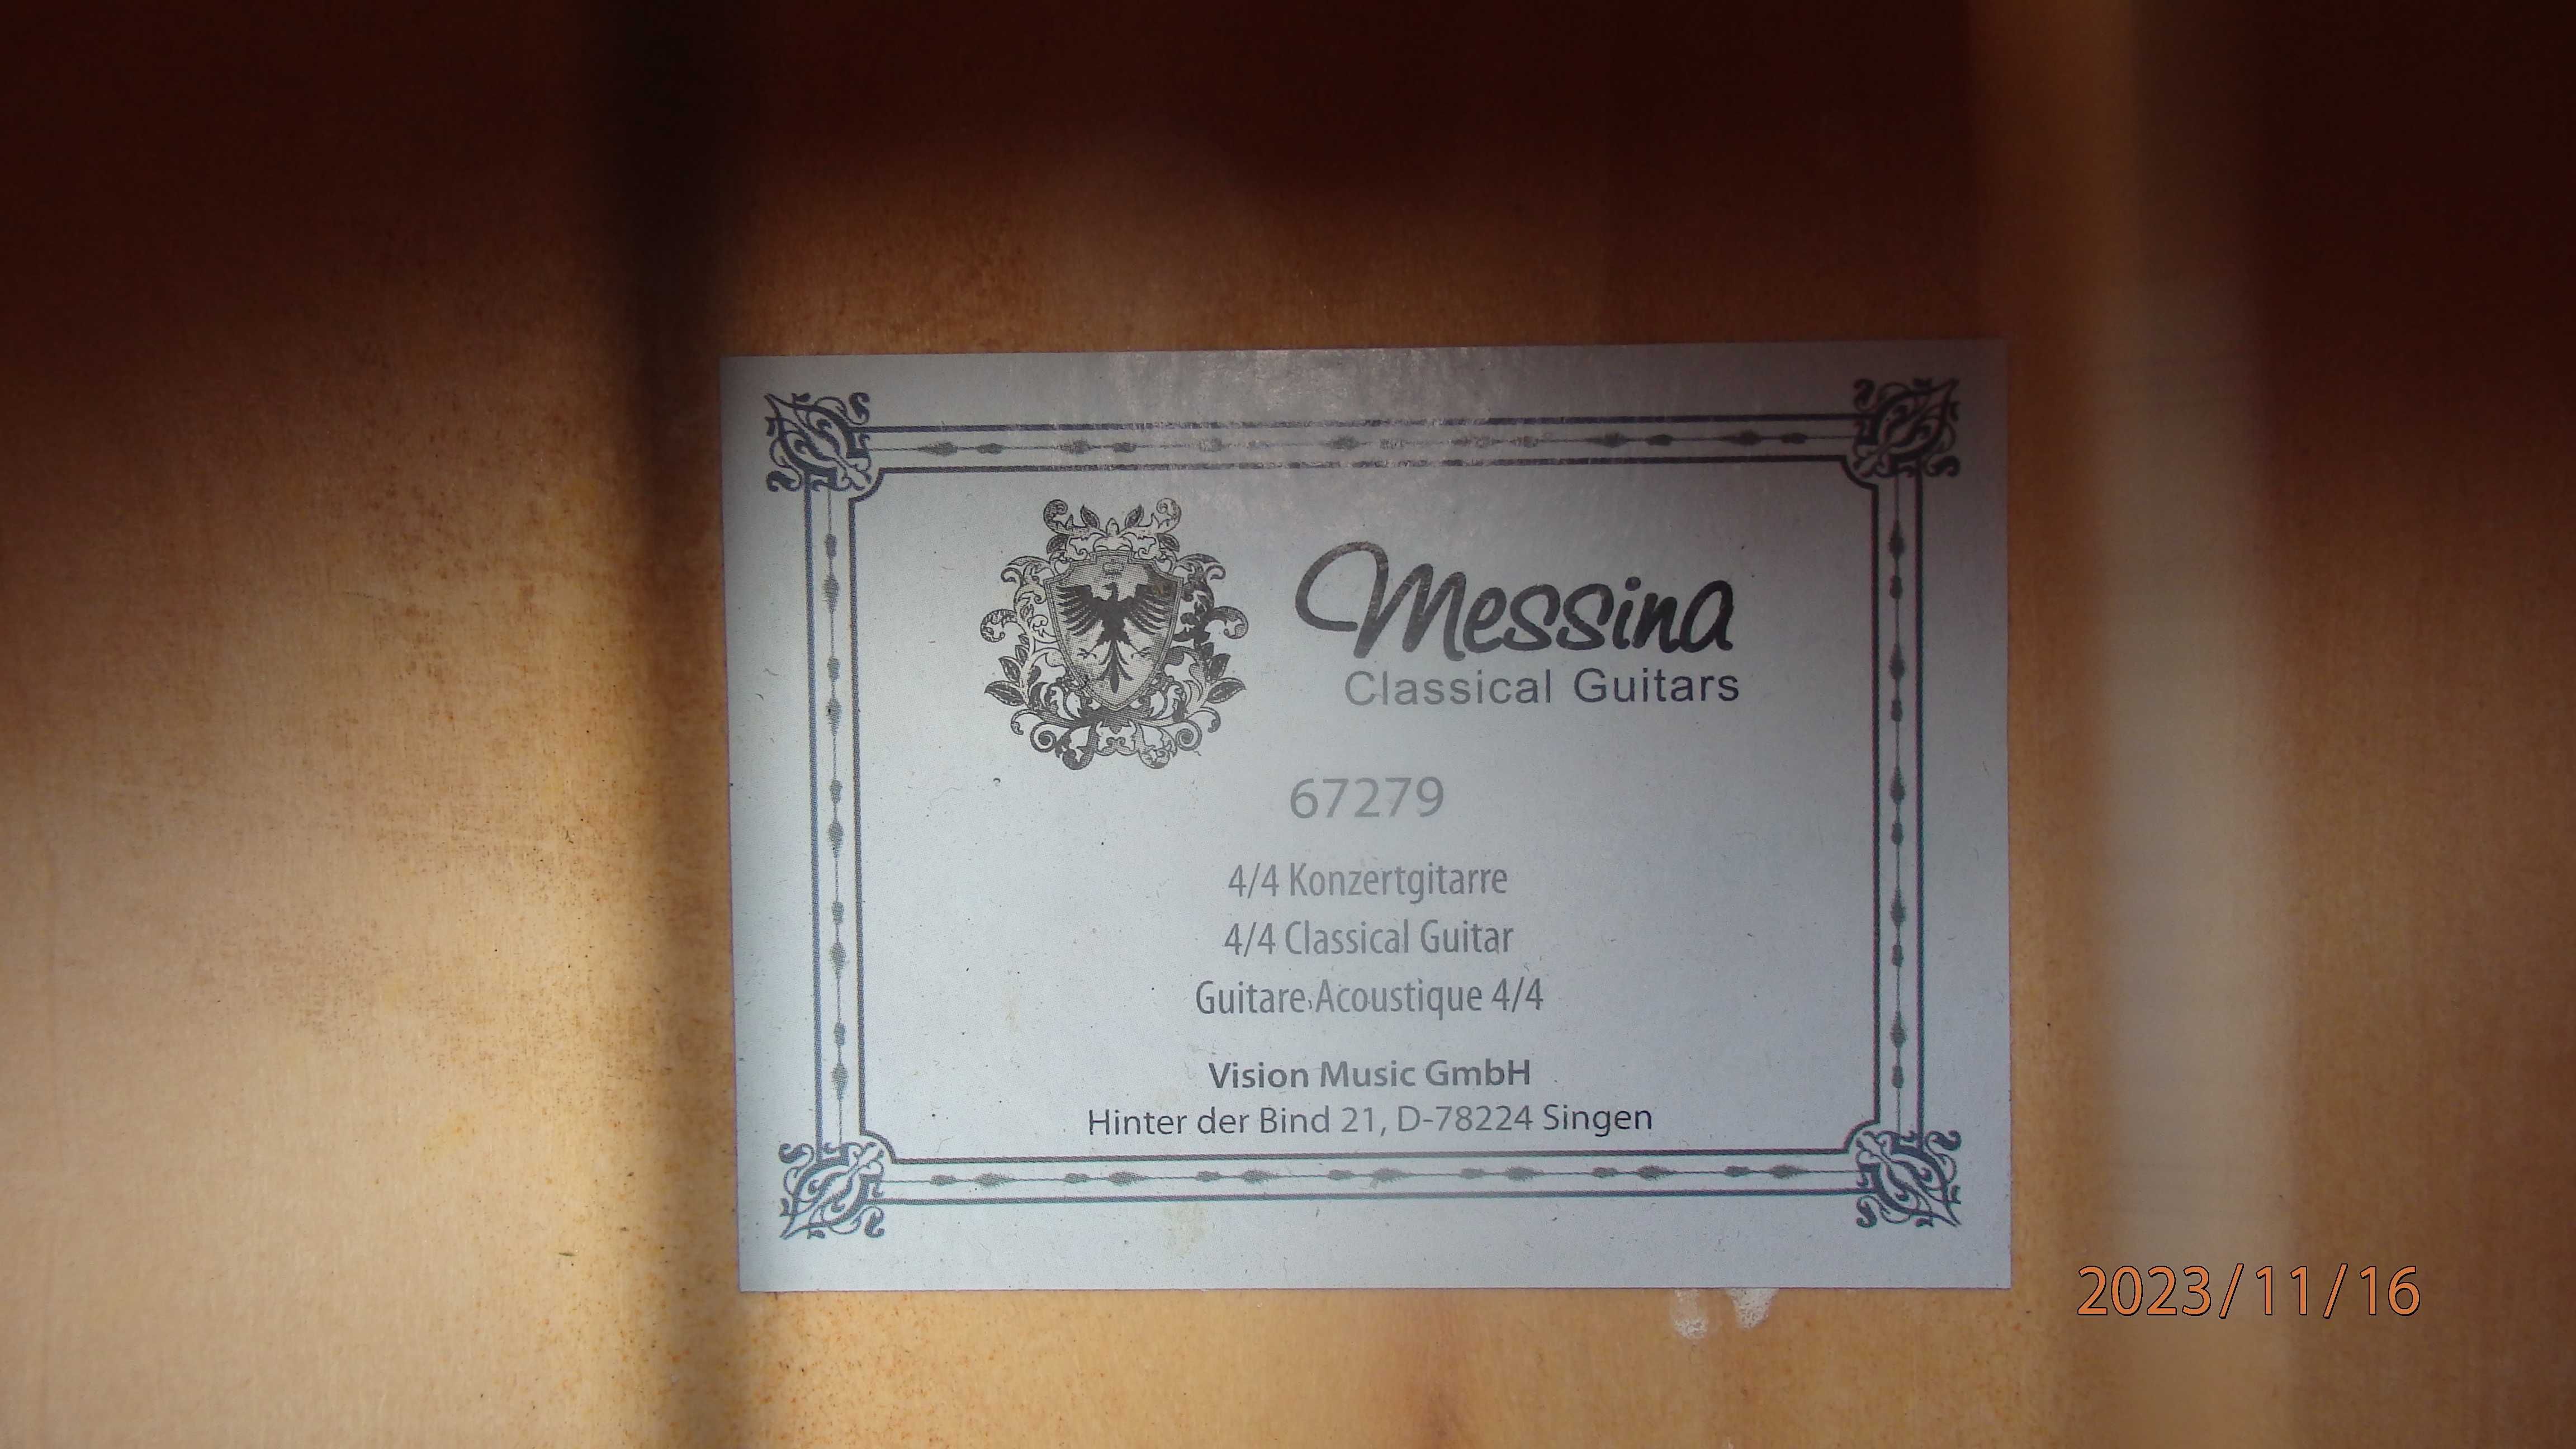 Messina
Classical Guitars
67279
4/4 Konzertgitarre
4/4 Classical Guitar
Guitare Acoustique 4/4
Vision Music GmbH
Hinter der Bind 21, D-78224 Singen
2023/11/16